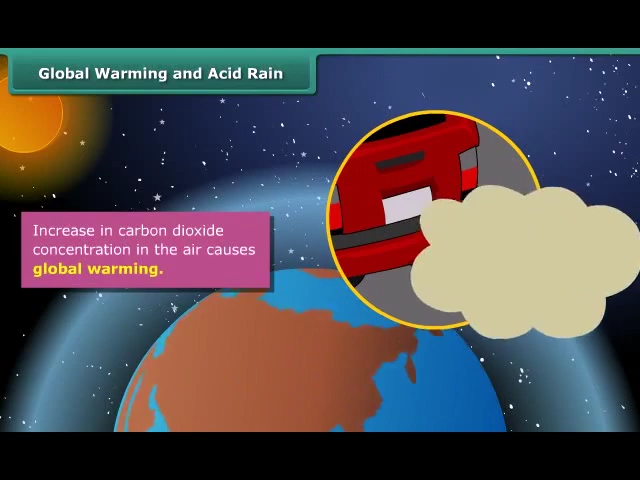 Global Warming and Acid Rain
Increase in carbon dioxide
concentration in the air causes
global warming.